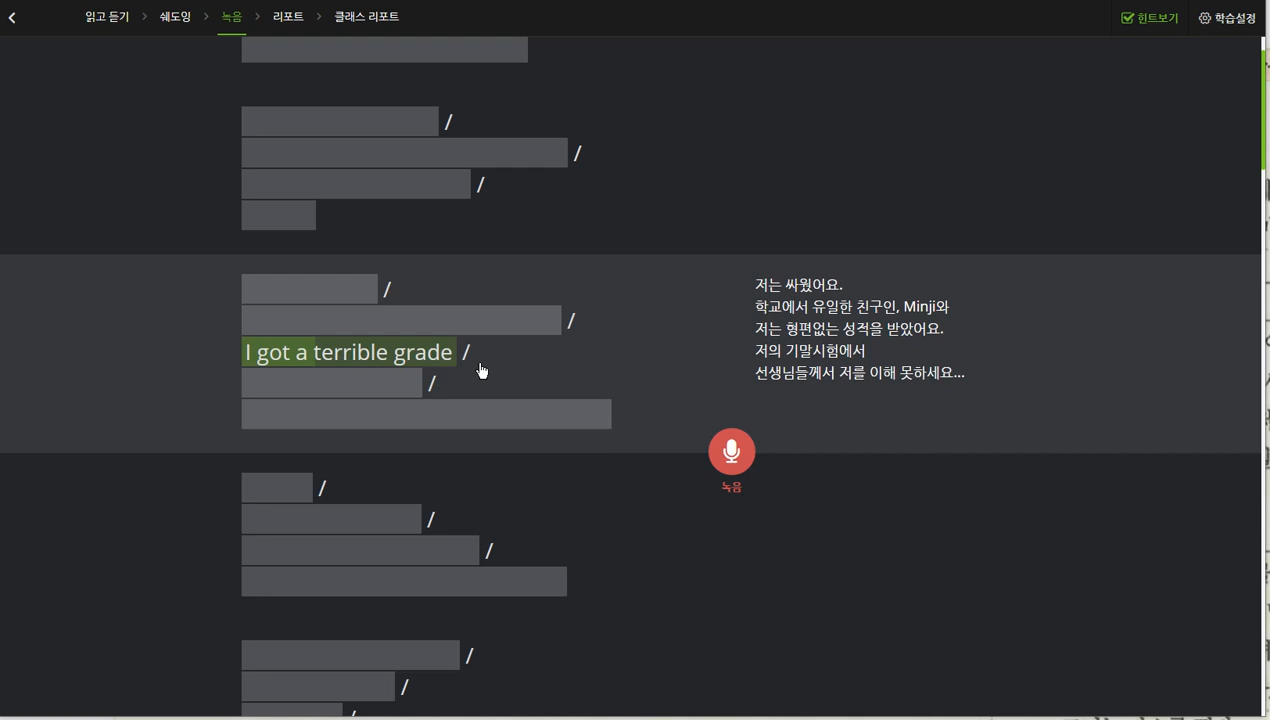 읽고 듣기 > 쉐도잉 > 녹음 > 리포트 > 클래스 리포트
힌트보기 학습설정
/
/
/
/
저는 싸웠어요.
/
학교에서 유일한 친구인, Minji와
I got a terrible grade /
저는 형편없는 성적을 받았어요.
저의 기말시험에서
/
선생님들께서 저를 이해 못하세요...
녹음
/
/
/
/
/
/